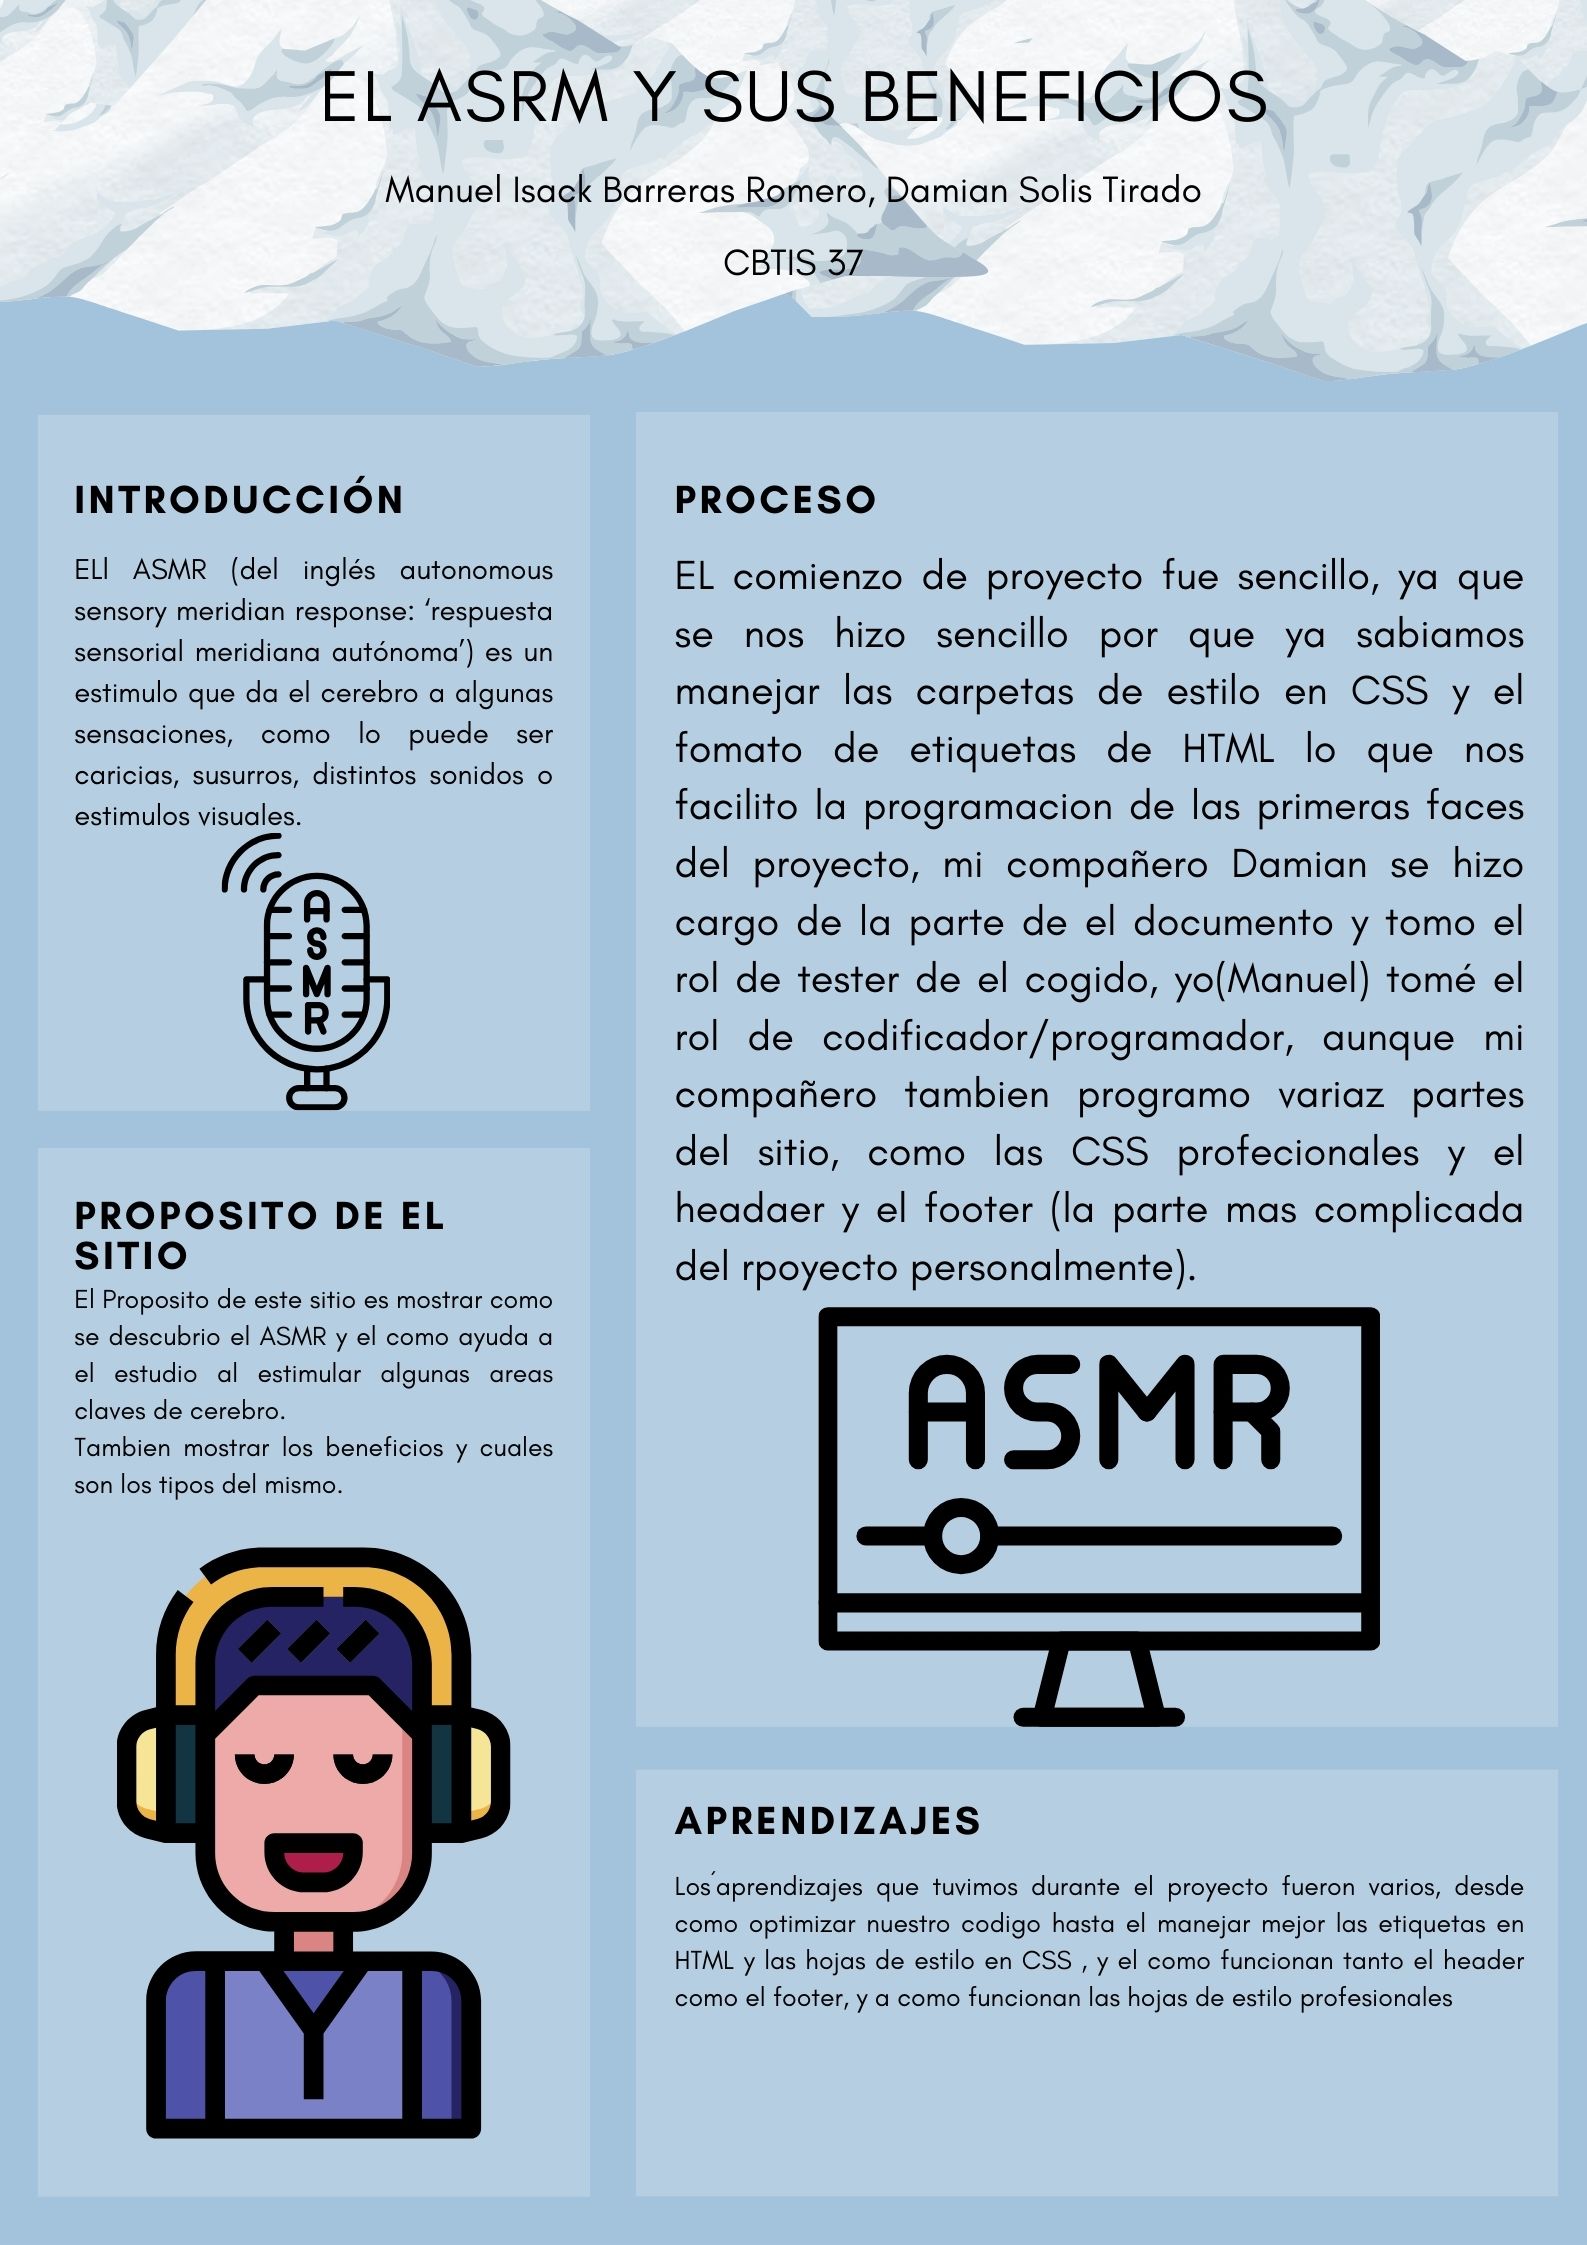 EL ASRM Y SUS BENEFICIOS
Manuel Isack Barreras Romero, Damian Solis Tirado
CBTIS 37
INTRODUCCIÓN
ELl ASMR (del inglés autonomous
sensory meridian response: ‘respuesta
sensorial meridiana autónoma’) es un
estimulo que da el cerebro a algunas
sensaciones, como lo puede ser
caricias, susurros, distintos sonidos o
estimulos visuales.
A
S
M
R
PROPOSITO DE EL
SITIO
El Proposito de este sitio es mostrar como
se descubrio el ASMR y el como ayuda a
el estudio al estimular algunas areas
claves de cerebro.
Tambien mostrar los beneficios y cuales
son los tipos del mismo.
PROCESO
EL comienzo de proyecto fue sencillo, ya que
se nos hizo sencillo por que ya sabiamos
manejar las carpetas de estilo en CSS y el
fomato de etiquetas de HTML lo que nos
facilito la programacion de las primeras faces
del proyecto, mi compañero Damian se hizo
cargo de la parte de el documento y tomo el
rol de tester de el cogido, yo(Manuel) tomé el
rol de codificador/programador, aunque mi
compañero tambien programo variaz partes
del sitio, como las CSS profecionales y el
headaer y el footer (la parte mas complicada
del rpoyecto personalmente).
ASMR
APRENDIZAJES
Los´aprendizajes que tuvimos durante el proyecto fueron varios, desde
como optimizar nuestro codigo hasta el manejar mejor las etiquetas en
HTML y las hojas de estilo en CSS , y el como funcionan tanto el header
como el footer, y a como funcionan las hojas de estilo profesionales